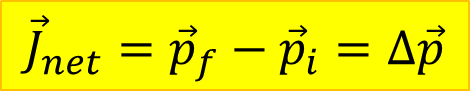 J⃗_net = p⃗_f − p⃗_i = Δp⃗